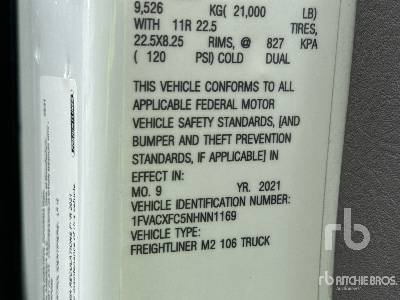 9,526 KG( 21,000 LB)
WITH 11R 22.5 TIRES,
22.5X8.25 RIMS, @ 827 KPA
( 120 PSI) COLD DUAL
THIS VEHICLE CONFORMS TO ALL
APPLICABLE FEDERAL MOTOR
VEHICLE SAFETY STANDARDS, [AND
BUMPER AND THEFT PREVENTION
STANDARDS, IF APPLICABLE] IN
EFFECT IN:
MO. 9 YR. 2021
VEHICLE IDENTIFICATION NUMBER:
1FVACXFC5NHNN1169
VEHICLE TYPE:
FREIGHTLINER M2 106 TRUCK
rb
rb RITCHIE BROS.